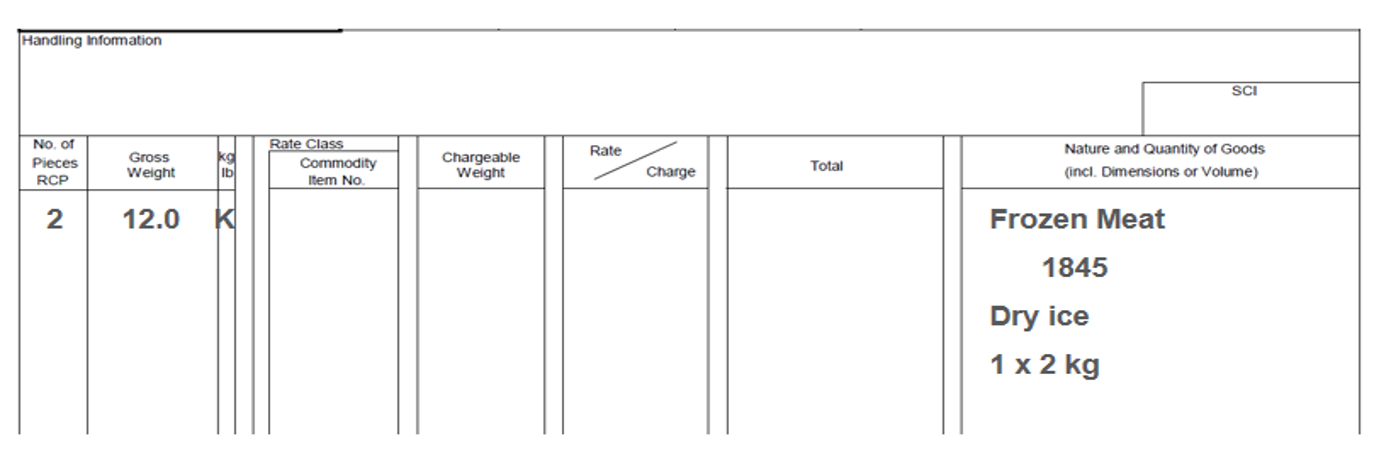 Handling Information
SCI
No. of
Pieces
RCP
Gross
Weight
kg
lb
Rate Class
Commodity
Item No.
Chargeable
Weight
Rate
Charge
Total
Nature and Quantity of Goods
(incl. Dimensions or Volume)
2
12.0
K
Frozen Meat
1845
Dry ice
1 x 2 kg